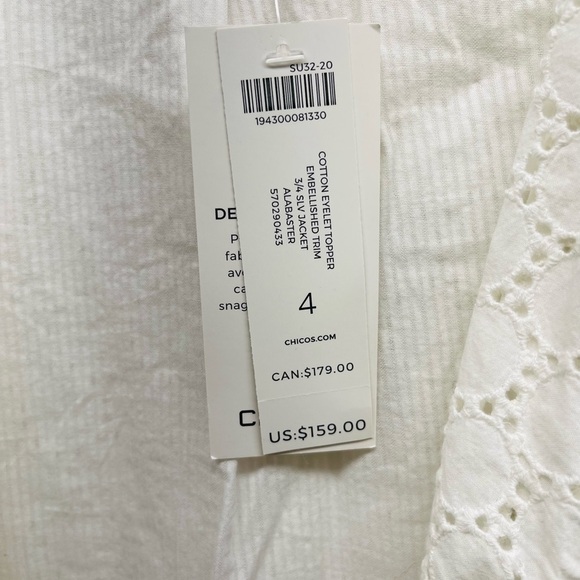 SU32-20
194300081330
COTTON EYELET TOPPER
EMBELLISHED TRIM
3/4 SLV JACKET
ALABASTER
570290433
4
CHICOS.COM
CAN:$179.00
US:$159.00
DE
P
fab
ave
ca
snag
C